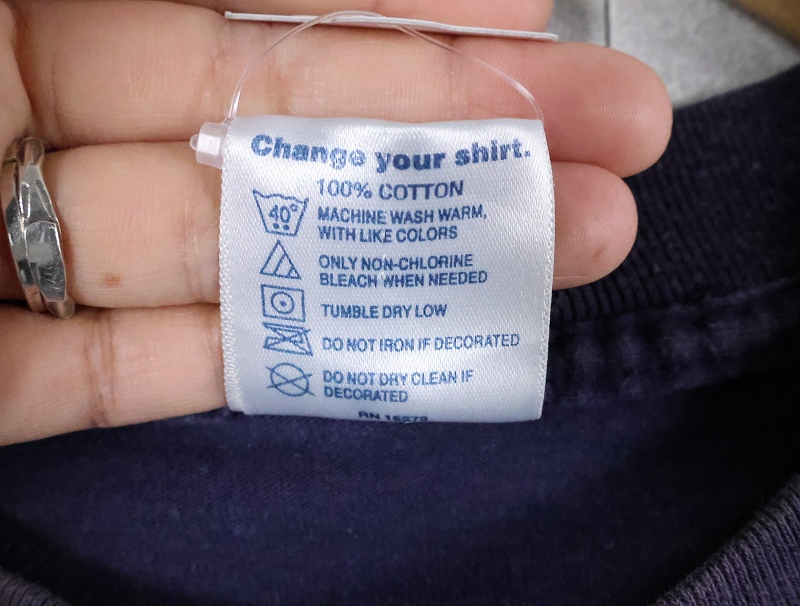 Change your shirt.
100% COTTON
40°
MACHINE WASH WARM,
WITH LIKE COLORS
ONLY NON-CHLORINE
BLEACH WHEN NEEDED
TUMBLE DRY LOW
DO NOT IRON IF DECORATED
DO NOT DRY CLEAN IF
DECORATED
RN